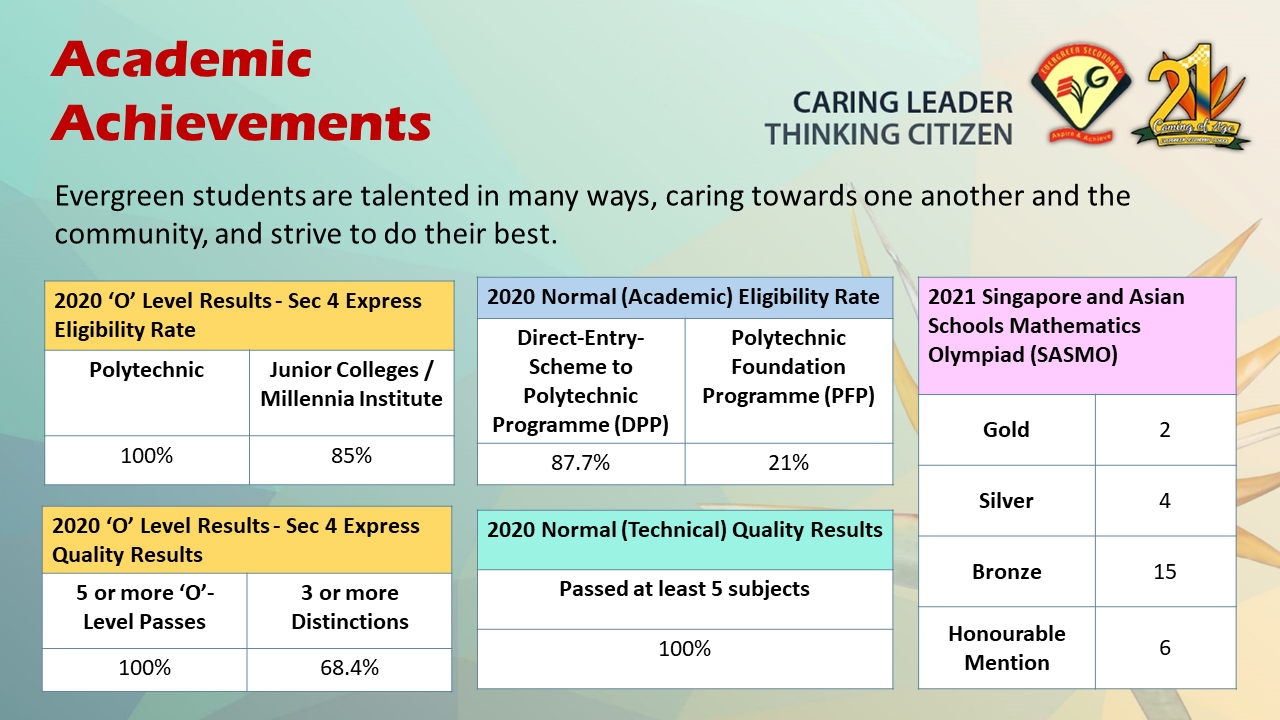 Academic
Achievements
CARING LEADER
THINKING CITIZEN
EVERGREEN SECONDARY
Aspire & Achieve
21
Coming of Age
Evergreen students are talented in many ways, caring towards one another and the
community, and strive to do their best.
2020 ‘O’ Level Results - Sec 4 Express
Eligibility Rate
Polytechnic
Junior Colleges /
Millennia Institute
100%
85%
2020 ‘O’ Level Results - Sec 4 Express
Quality Results
5 or more ‘O’-
Level Passes
3 or more
Distinctions
100%
68.4%
2020 Normal (Academic) Eligibility Rate
Direct-Entry-
Scheme to
Polytechnic
Programme (DPP)
Polytechnic
Foundation
Programme (PFP)
87.7%
21%
2020 Normal (Technical) Quality Results
Passed at least 5 subjects
100%
2021 Singapore and Asian
Schools Mathematics
Olympiad (SASMO)
Gold
2
Silver
4
Bronze
15
Honourable
Mention
6